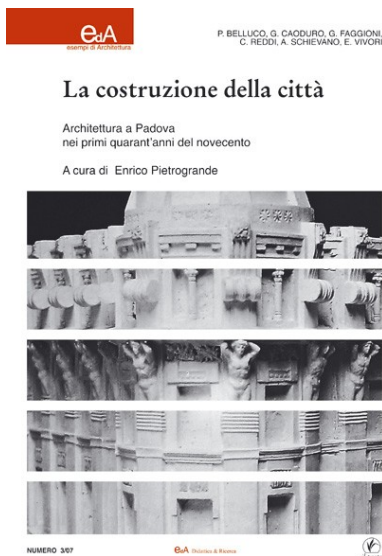 EdA
esempi di Architettura
P. BELLUCO, G. CAODURO, G. FAGGIONI,
C. REDDI, A. SCHIEVANO, E. VIVORI
La costruzione della città
Architettura a Padova
nei primi quarant'anni del novecento
A cura di Enrico Pietrogrande
NUMERO 3/07
EdA Didattica & Ricerca